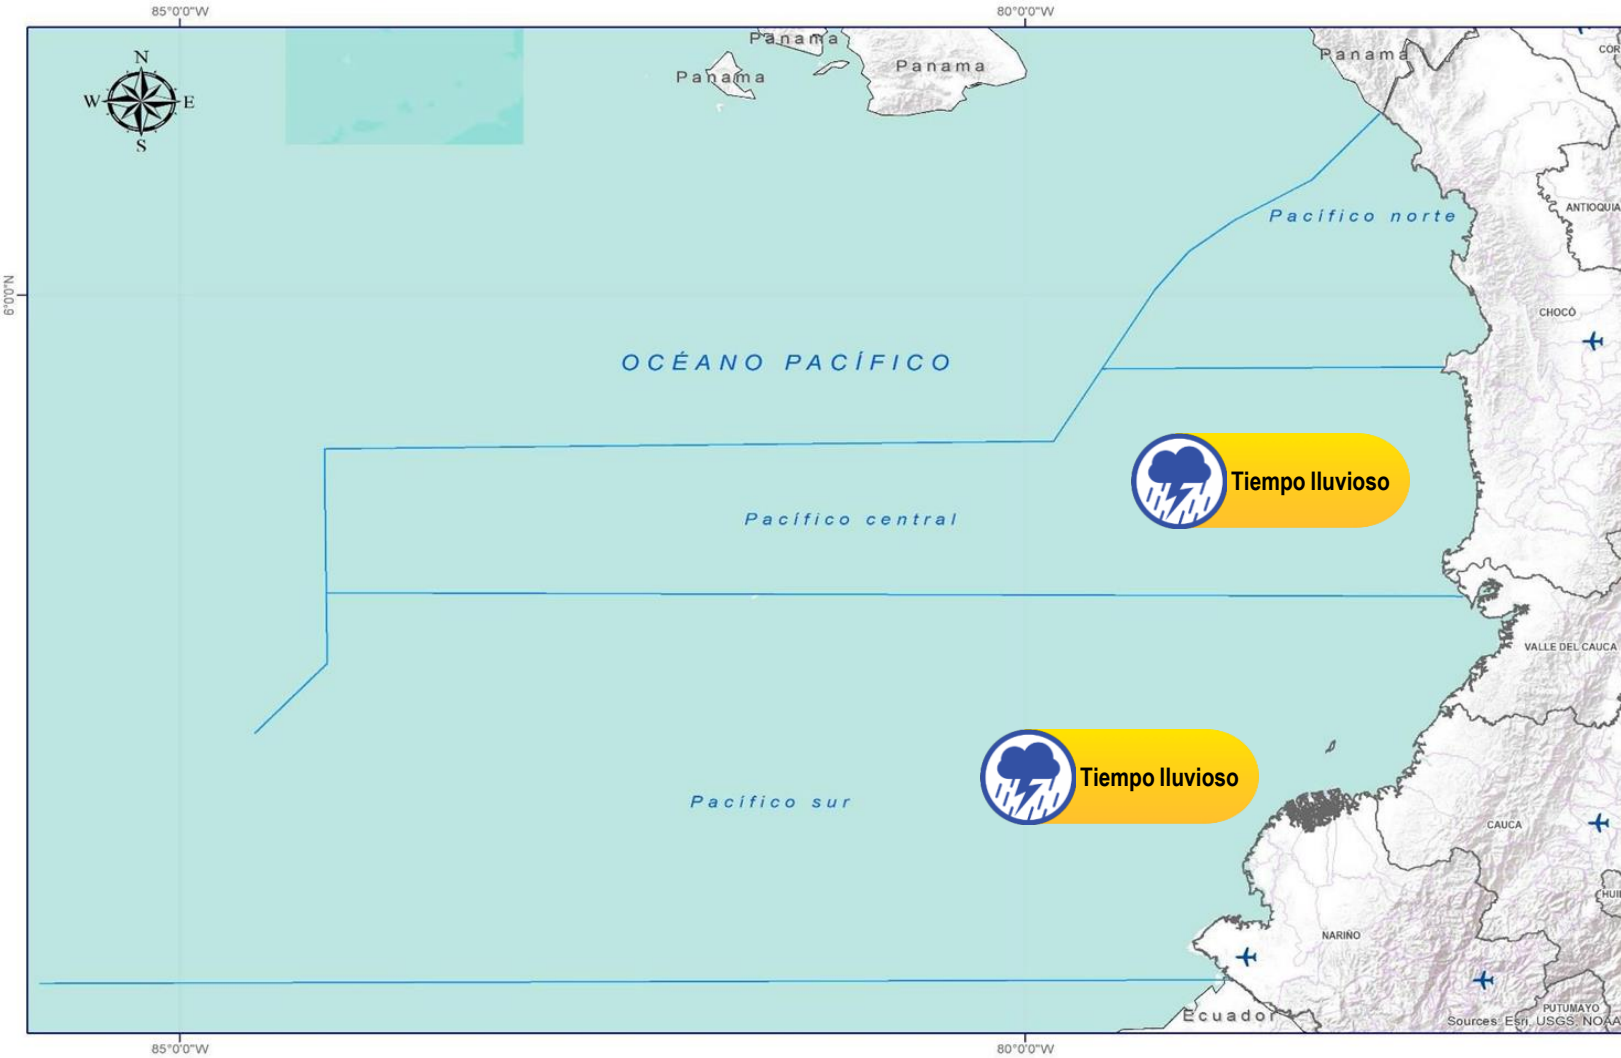 85°0'0"W
80°0'0"W
N
W
E
S
Panama
Panama
Panama
Panama
COR
ANTIOQUIA
Pacífico norte
6°0'0"N
CHOCÓ
OCÉANO PACÍFICO
Tiempo lluvioso
Pacífico central
VALLE DEL CAUCA
Tiempo lluvioso
Pacífico sur
CAUCA
HUI
NARIÑO
PUTUMAYO
Ecuador
Sources: Esri, USGS, NOAA
85°0'0"W
80°0'0"W